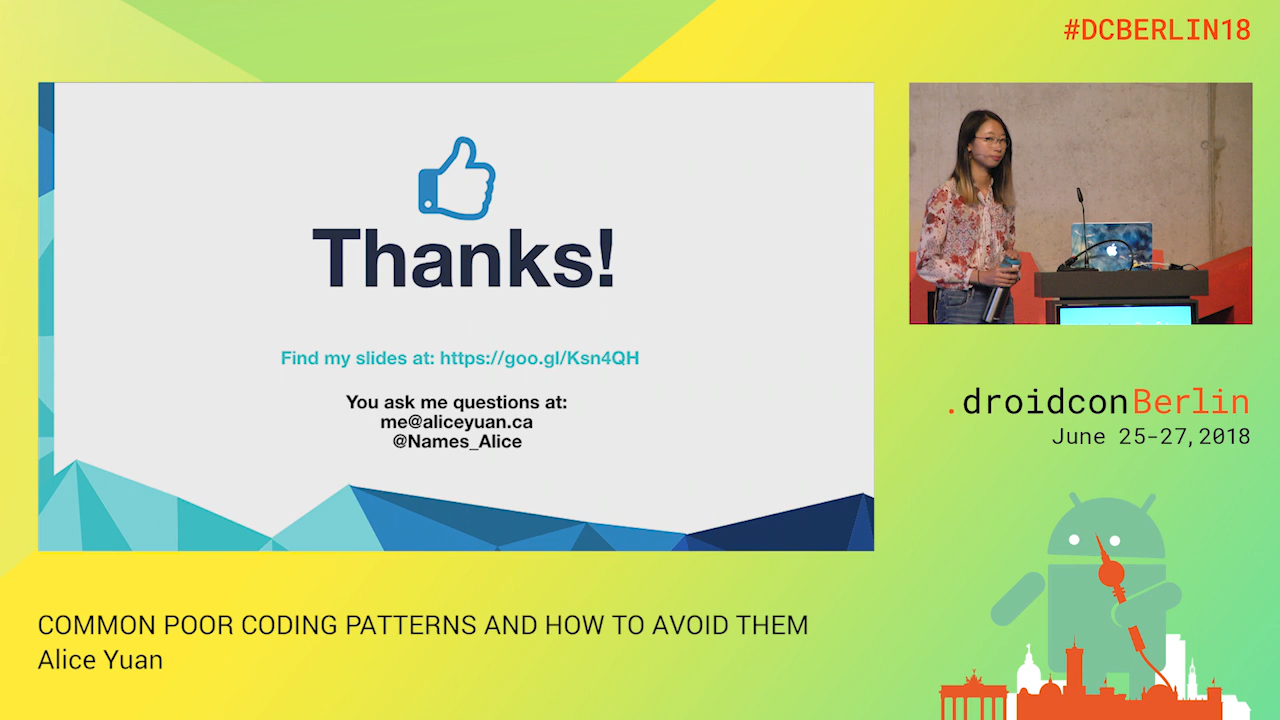 #DCBERLIN18
Thanks!
Find my slides at: https://goo.gl/Ksn4QH
You ask me questions at:
me@aliceyuan.ca
@Names_Alice
.droidconBerlin
June 25-27,2018
COMMON POOR CODING PATTERNS AND HOW TO AVOID THEM
Alice Yuan